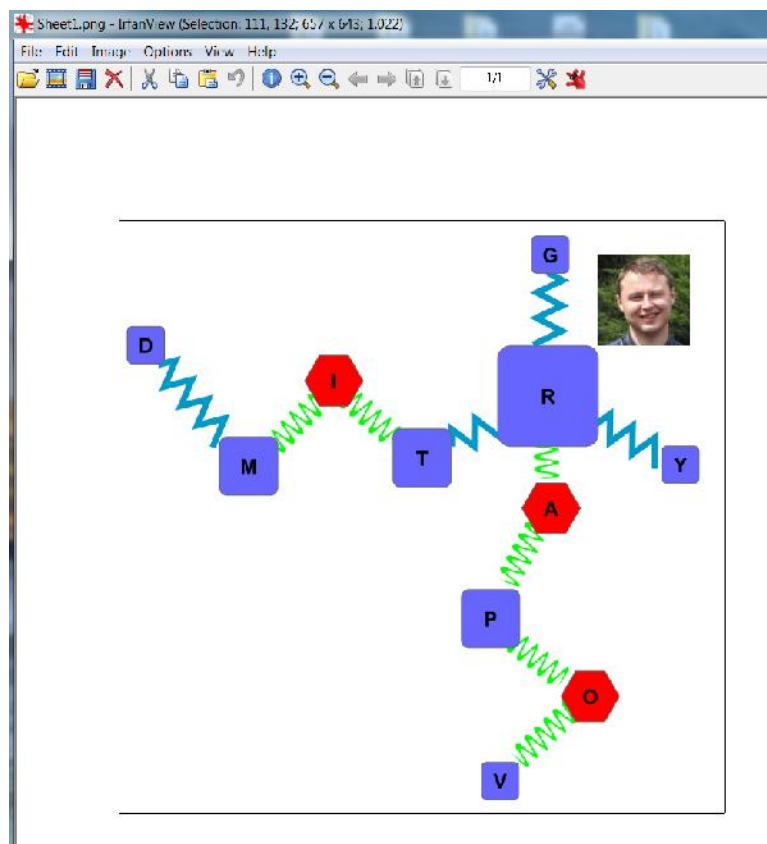 Sheet1.png - IrfanView (Selection: 111, 132; 657 x 643; 1.022)
File Edit Image Options View Help
1/1
G
D
I
R
M
T
Y
A
P
O
V